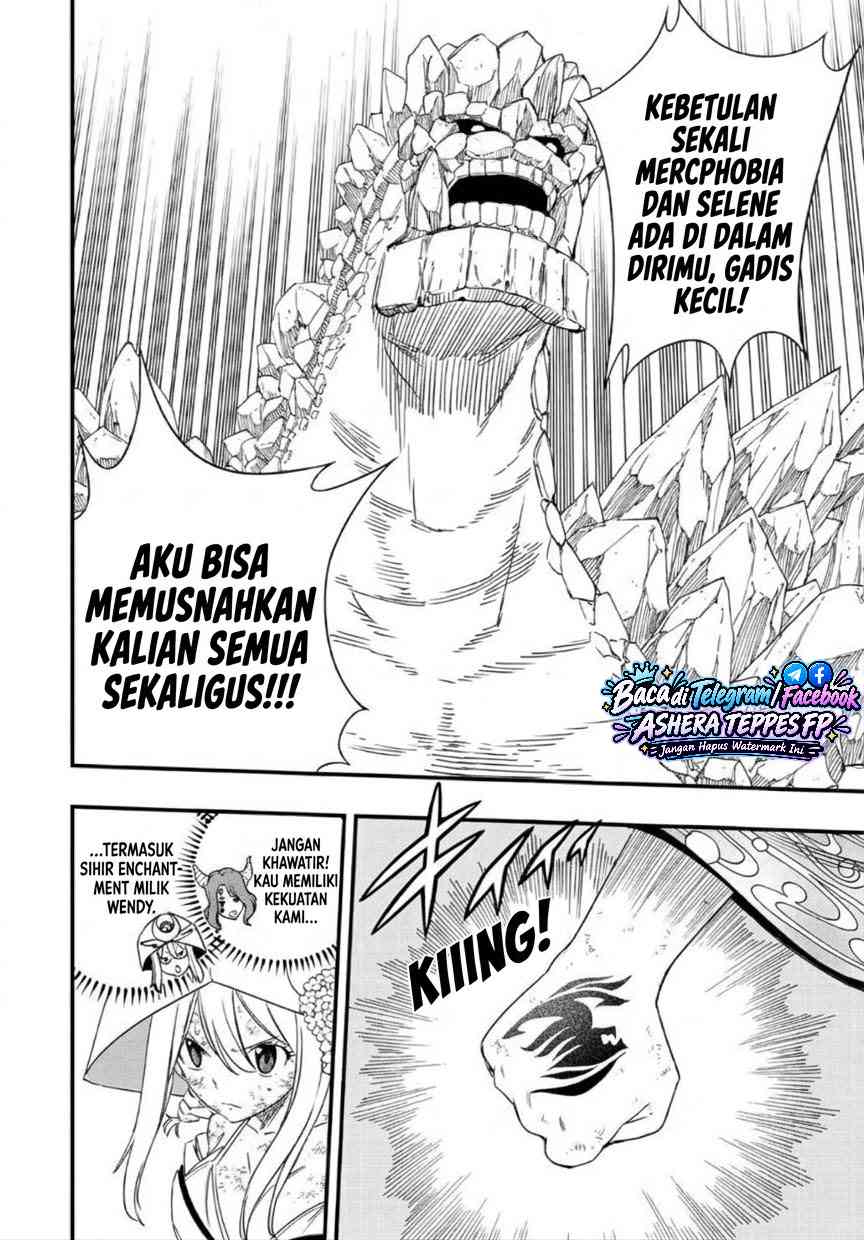 KEBETULAN
SEKALI
MERCPHOBIA
DAN SELENE
ADA DI DALAM
DIRIMU, GADIS
KECIL!
AKU BISA
MEMUSNAHKAN
KALIAN SEMUA
SEKALIGUS!!!
Baca di Telegram/Facebook
ASHERA TEPPES FP
Jangan Hapus Watermark Ini
JANGAN
KHAWATIR!
KAU MEMILIKI
KEKUATAN
KAMI...
...TERMASUK
SIHIR ENCHANT-
MENT MILIK
WENDY.
KIIING!